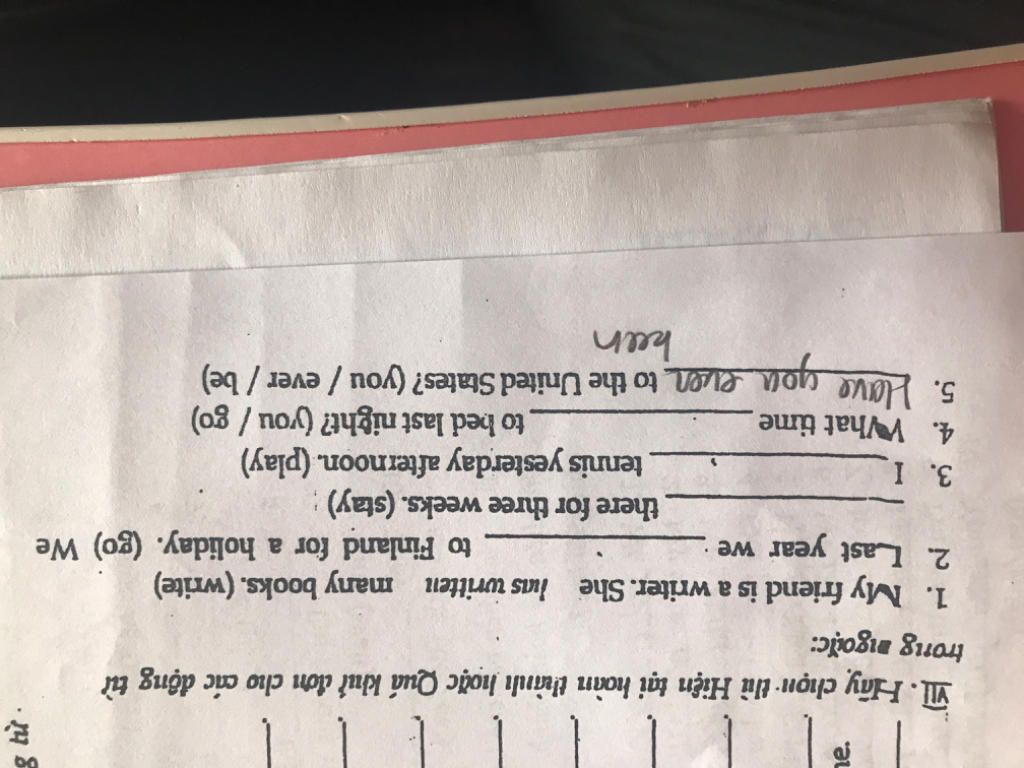 VII. Hãy chọn thì Hiện tại hoàn thành hoặc Quá khứ đơn cho các động từ
trong ngoặc:
1. My friend is a writer. She has written many books. (write)
2. Last year we __________ to Finland for a holiday. (go) We
__________ there for three weeks. (stay)
3. I __________ tennis yesterday afternoon. (play)
4. What time __________ to bed last night? (you / go)
5. Have you ever to the United States? (you / ever / be)
been